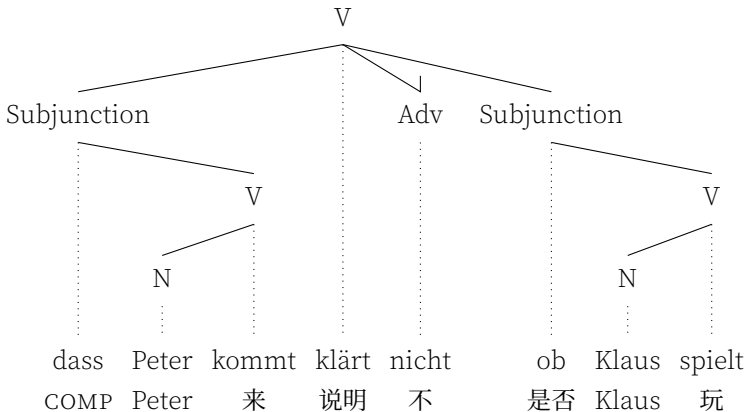 V
Subjunction Adv Subjunction
V V
N N
dass Peter kommt klärt nicht ob Klaus spielt
COMP Peter 来 说明 不 是否 Klaus 玩